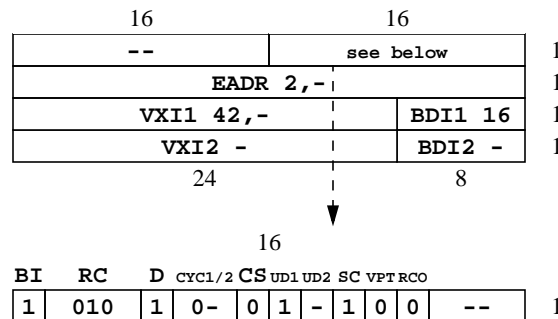 16 16
-- see below 1
EADR 2,- 1
VXI1 42,- BDI1 16 1
VXI2 - BDI2 - 1
24 8
16
BI RC D CYC1/2 CS UD1 UD2 SC VPT RCO
1 010 1 0- 0 1 - 1 0 0 -- 1